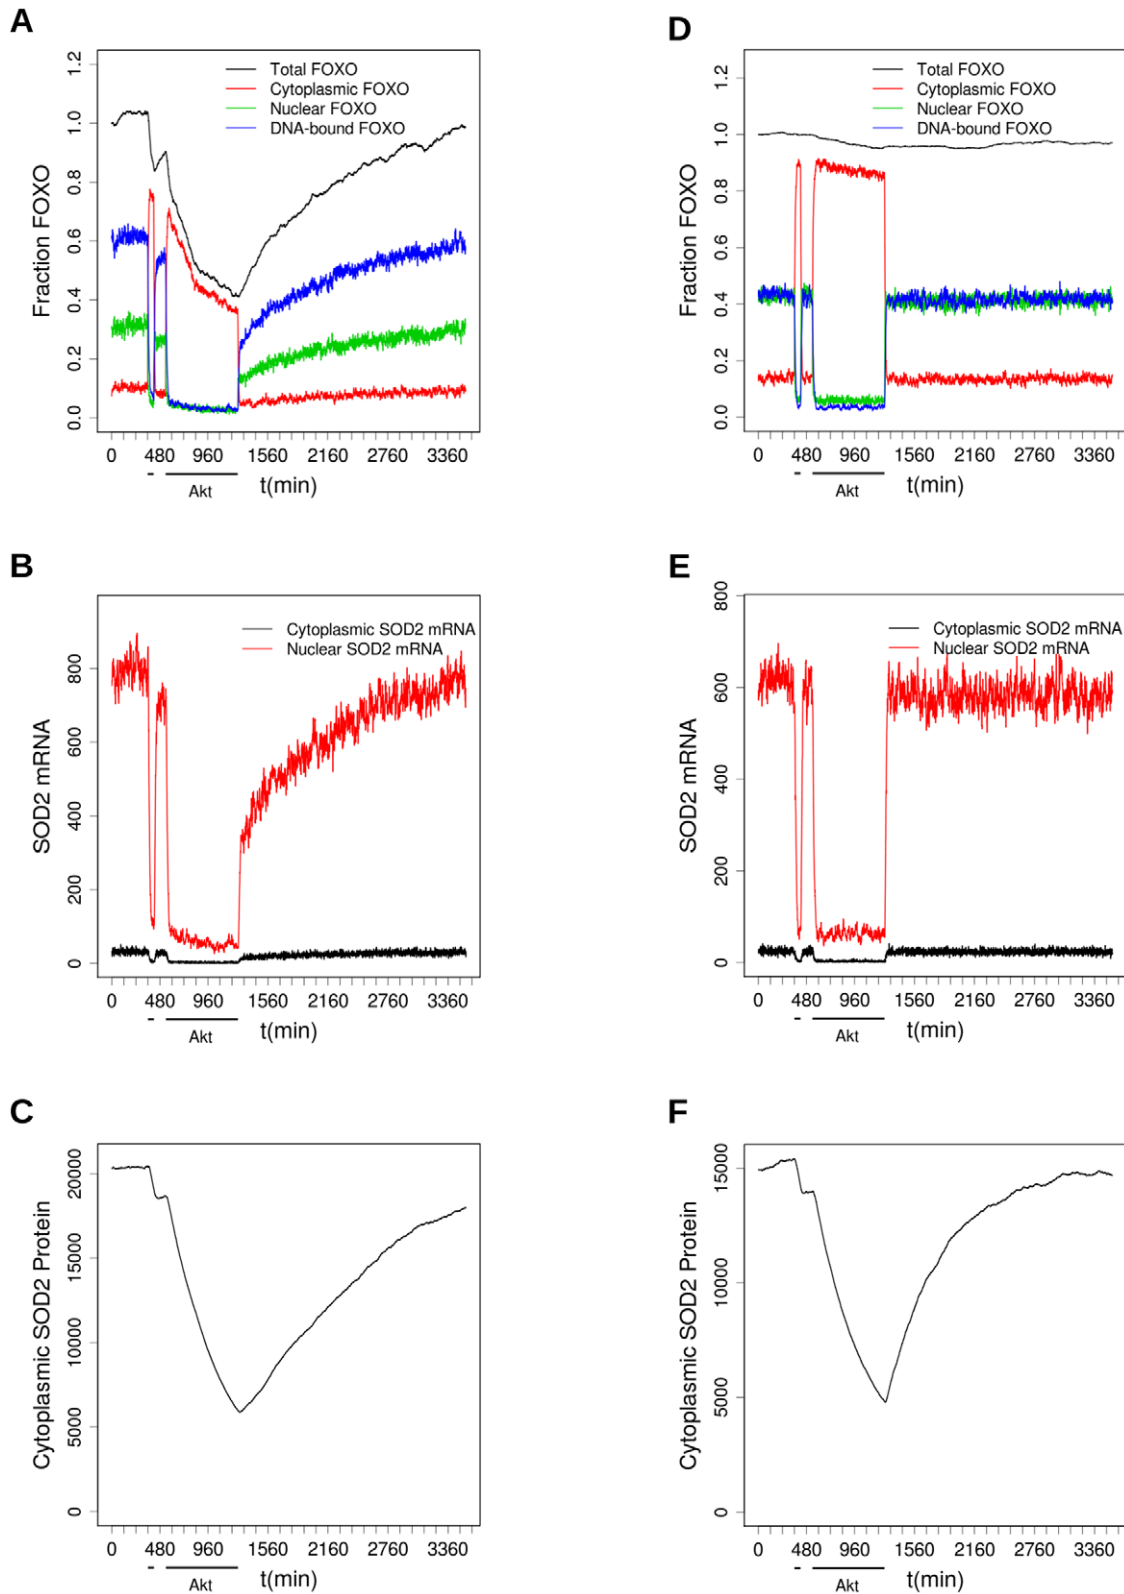 A
Fraction FOXO
0.0 0.2 0.4 0.6 0.8 1.0 1.2
Total FOXO
Cytoplasmic FOXO
Nuclear FOXO
DNA-bound FOXO
0 480 960 1560 2160 2760 3360
Akt t(min)
D
Fraction FOXO
0.0 0.2 0.4 0.6 0.8 1.0 1.2
Total FOXO
Cytoplasmic FOXO
Nuclear FOXO
DNA-bound FOXO
0 480 960 1560 2160 2760 3360
Akt t(min)
B
SOD2 mRNA
0 200 400 600 800
Cytoplasmic SOD2 mRNA
Nuclear SOD2 mRNA
0 480 960 1560 2160 2760 3360
Akt t(min)
E
SOD2 mRNA
0 200 400 600 800
Cytoplasmic SOD2 mRNA
Nuclear SOD2 mRNA
0 480 960 1560 2160 2760 3360
Akt t(min)
C
Cytoplasmic SOD2 Protein
0 5000 10000 15000 20000
0 480 960 1560 2160 2760 3360
Akt t(min)
F
Cytoplasmic SOD2 Protein
0 5000 10000 15000
0 480 960 1560 2160 2760 3360
Akt t(min)